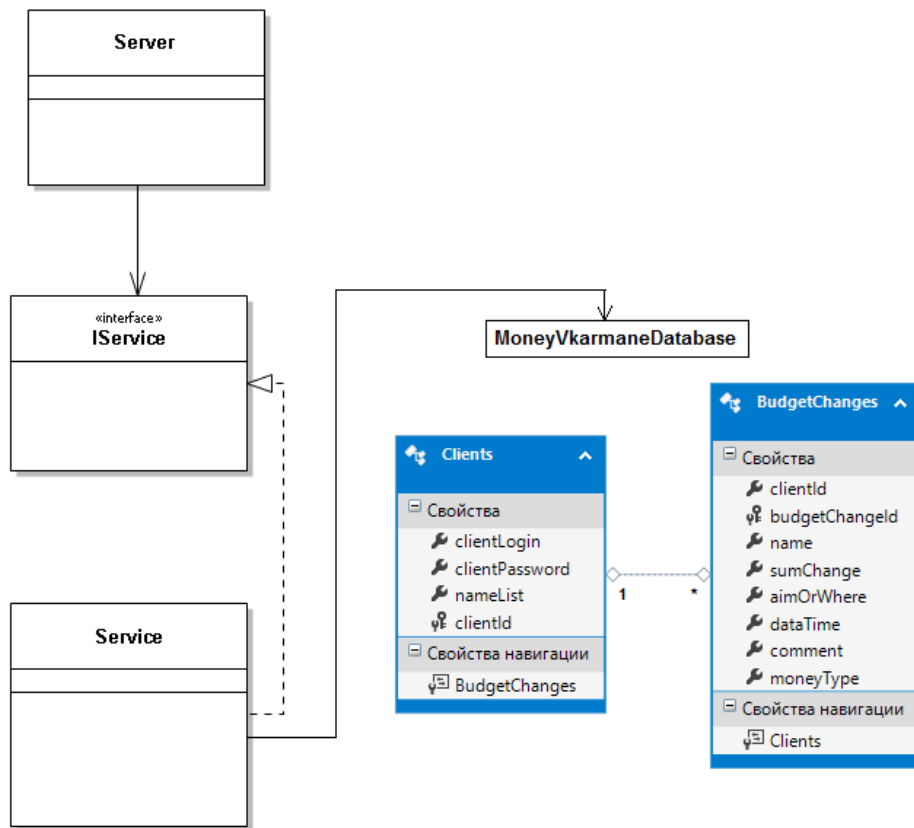 Server
«interface»
IService
MoneyVkarmaneDatabase
BudgetChanges
Свойства
clientId
budgetChangeId
name
sumChange
aimOrWhere
dataTime
comment
moneyType
Свойства навигации
Clients
Clients
Свойства
clientLogin
clientPassword
nameList
clientId
Свойства навигации
BudgetChanges
1
*
Service